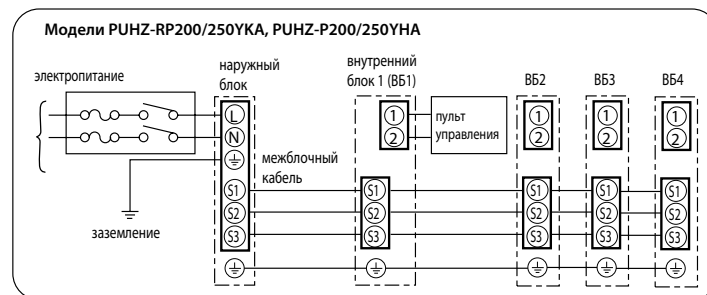 Модели PUHZ-RP200/250YKA, PUHZ-P200/250YHA
электропитание
наружный
блок
внутренний
блок 1 (ВБ1)
ВБ2
ВБ3
ВБ4
L
N
1
2
пульт
управления
1
2
1
2
1
2
межблочный
кабель
заземление
S1
S2
S3
S1
S2
S3
S1
S2
S3
S1
S2
S3
S1
S2
S3